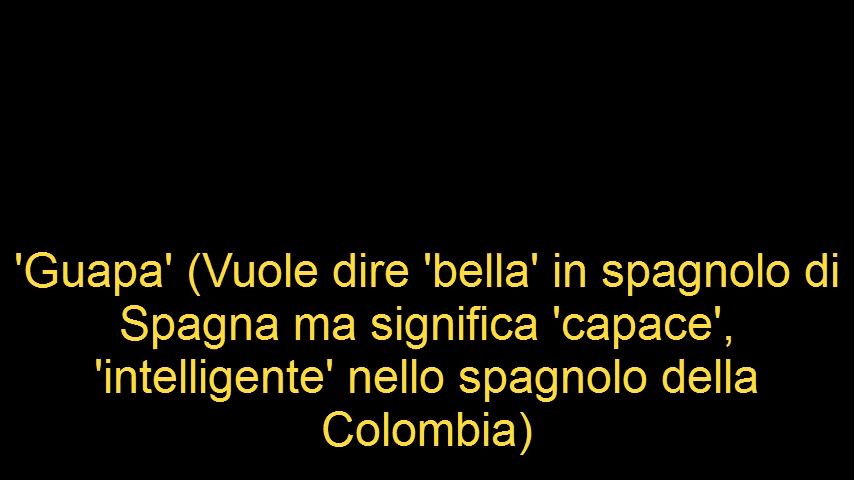 'Guapa' (Vuole dire 'bella' in spagnolo di
Spagna ma significa 'capace',
'intelligente' nello spagnolo della
Colombia)